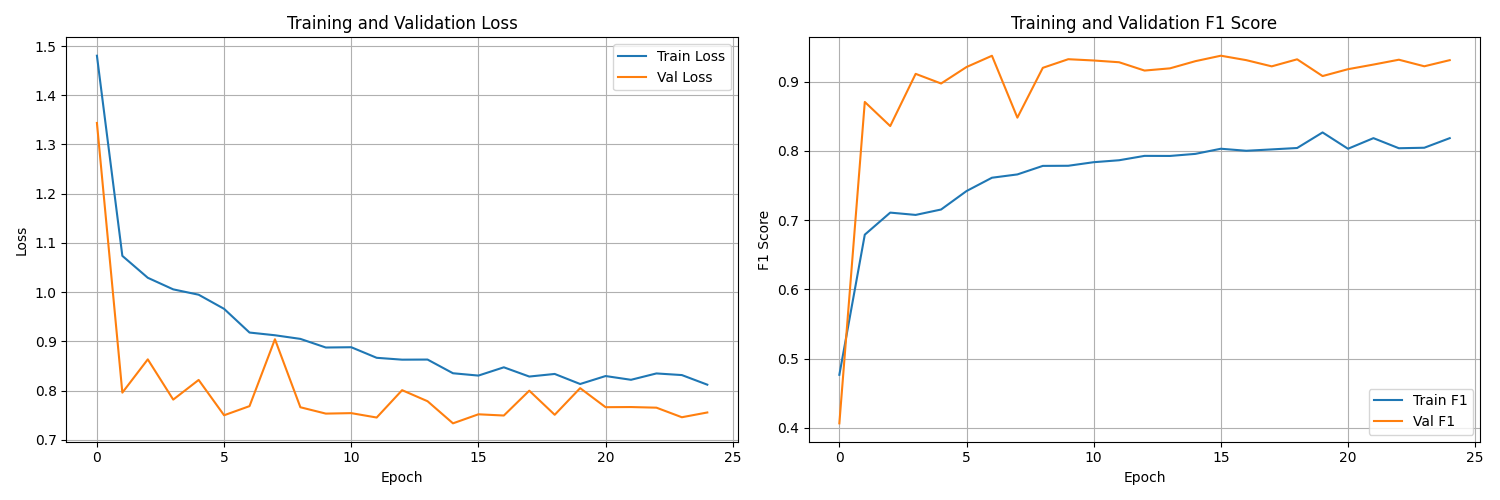 Training and Validation Loss
1.5
1.4
1.3
1.2
1.1
1.0
0.9
0.8
0.7
Loss
0 5 10 15 20 25
Epoch
Train Loss
Val Loss
Training and Validation F1 Score
0.9
0.8
0.7
0.6
0.5
0.4
F1 Score
0 5 10 15 20 25
Epoch
Train F1
Val F1